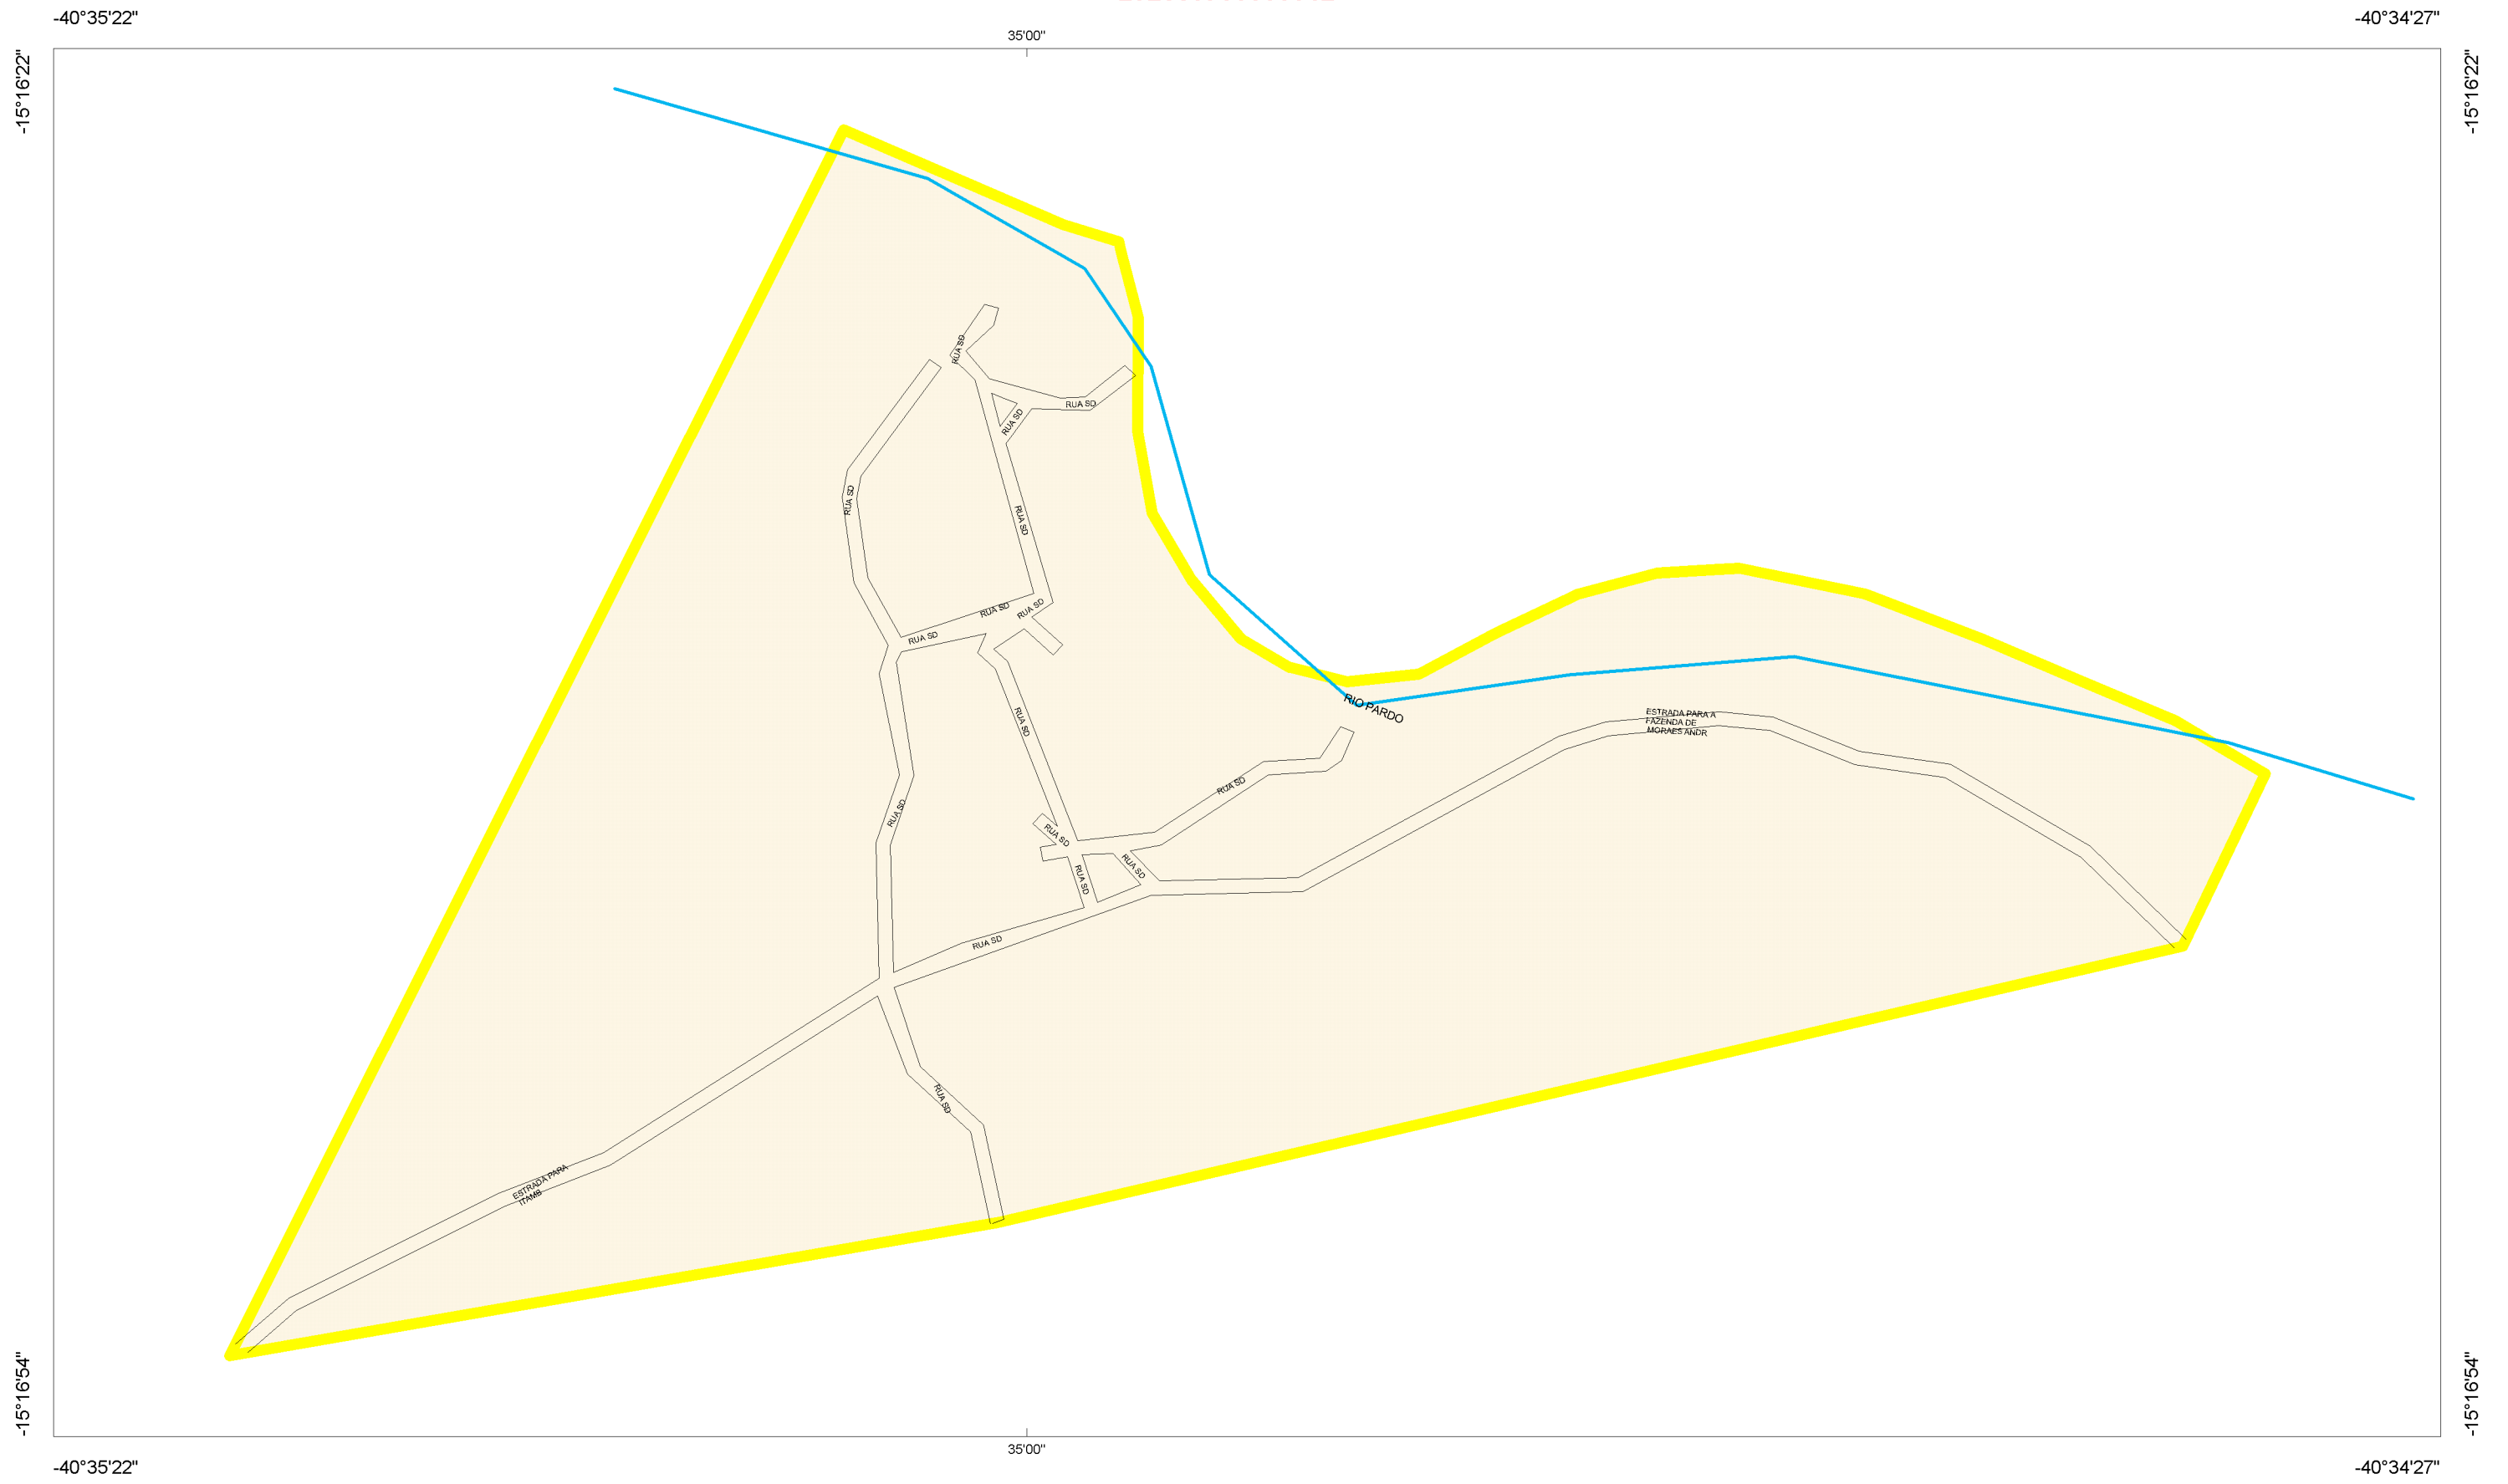 -40°35'22"
-40°34'27"
35'00"
-15°16'22"
-15°16'22"
RUA SD
RUA SD
RUA SD
RUA SD
RUA SD
RUA SD
RUA SD
RUA SD
RIO PARDO
ESTRADA PARA A
FAZENDA DE
MORAES ANDR
RUA SD
RUA SD
RUA SD
RUA SD
RUA SD
RUA SD
RUA SD
RUA SD
ESTRADA PARA
ITAMB
-15°16'54"
-15°16'54"
35'00"
-40°35'22"
-40°34'27"